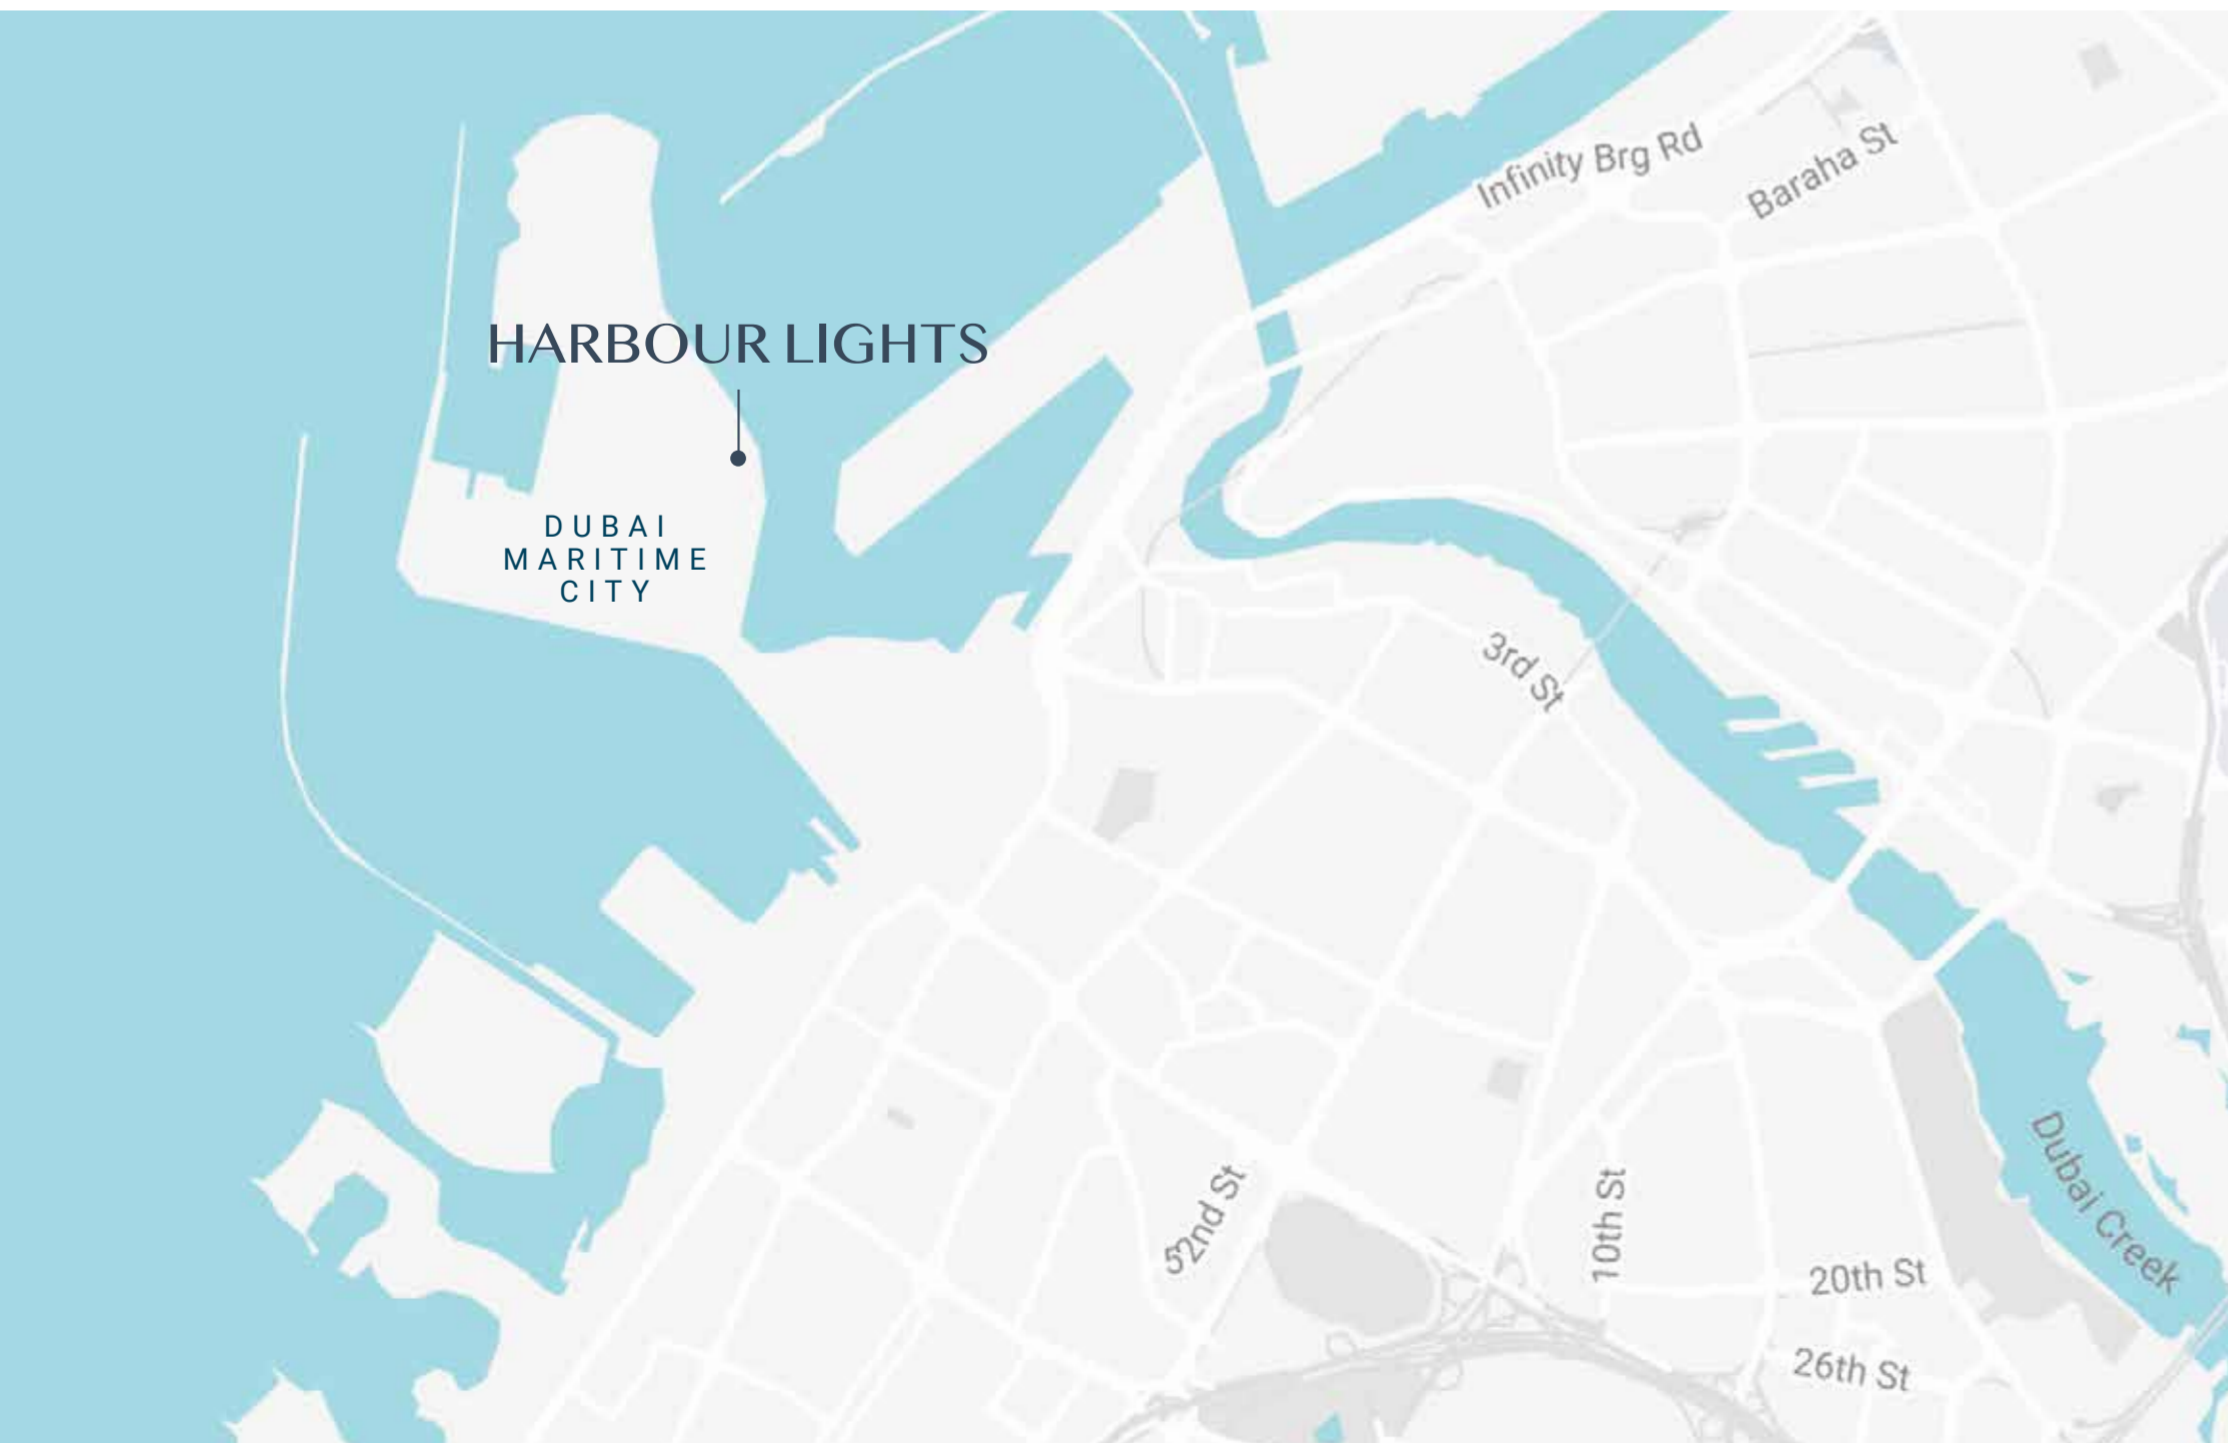 Infinity Brg Rd
Baraha St
HARBOUR LIGHTS
DUBAI
MARITIME
CITY
3rd St
52nd St
10th St
Dubai Creek
20th St
26th St